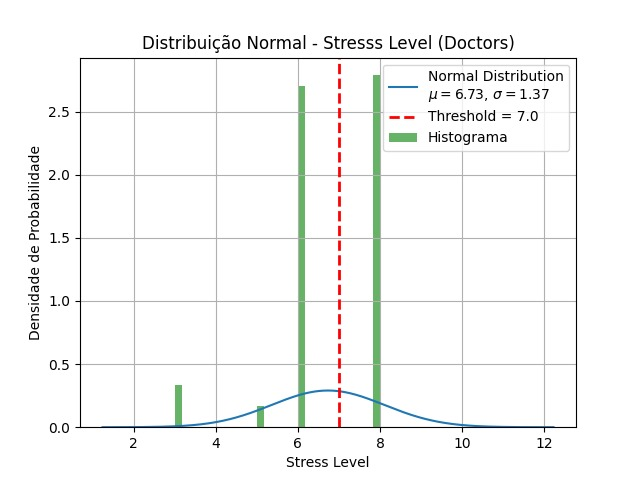 Distribuição Normal - Stresss Level (Doctors)
Normal Distribution
μ = 6.73, σ = 1.37
Threshold = 7.0
Histograma
Densidade de Probabilidade
2.5
2.0
1.5
1.0
0.5
0.0
2 4 6 8 10 12
Stress Level